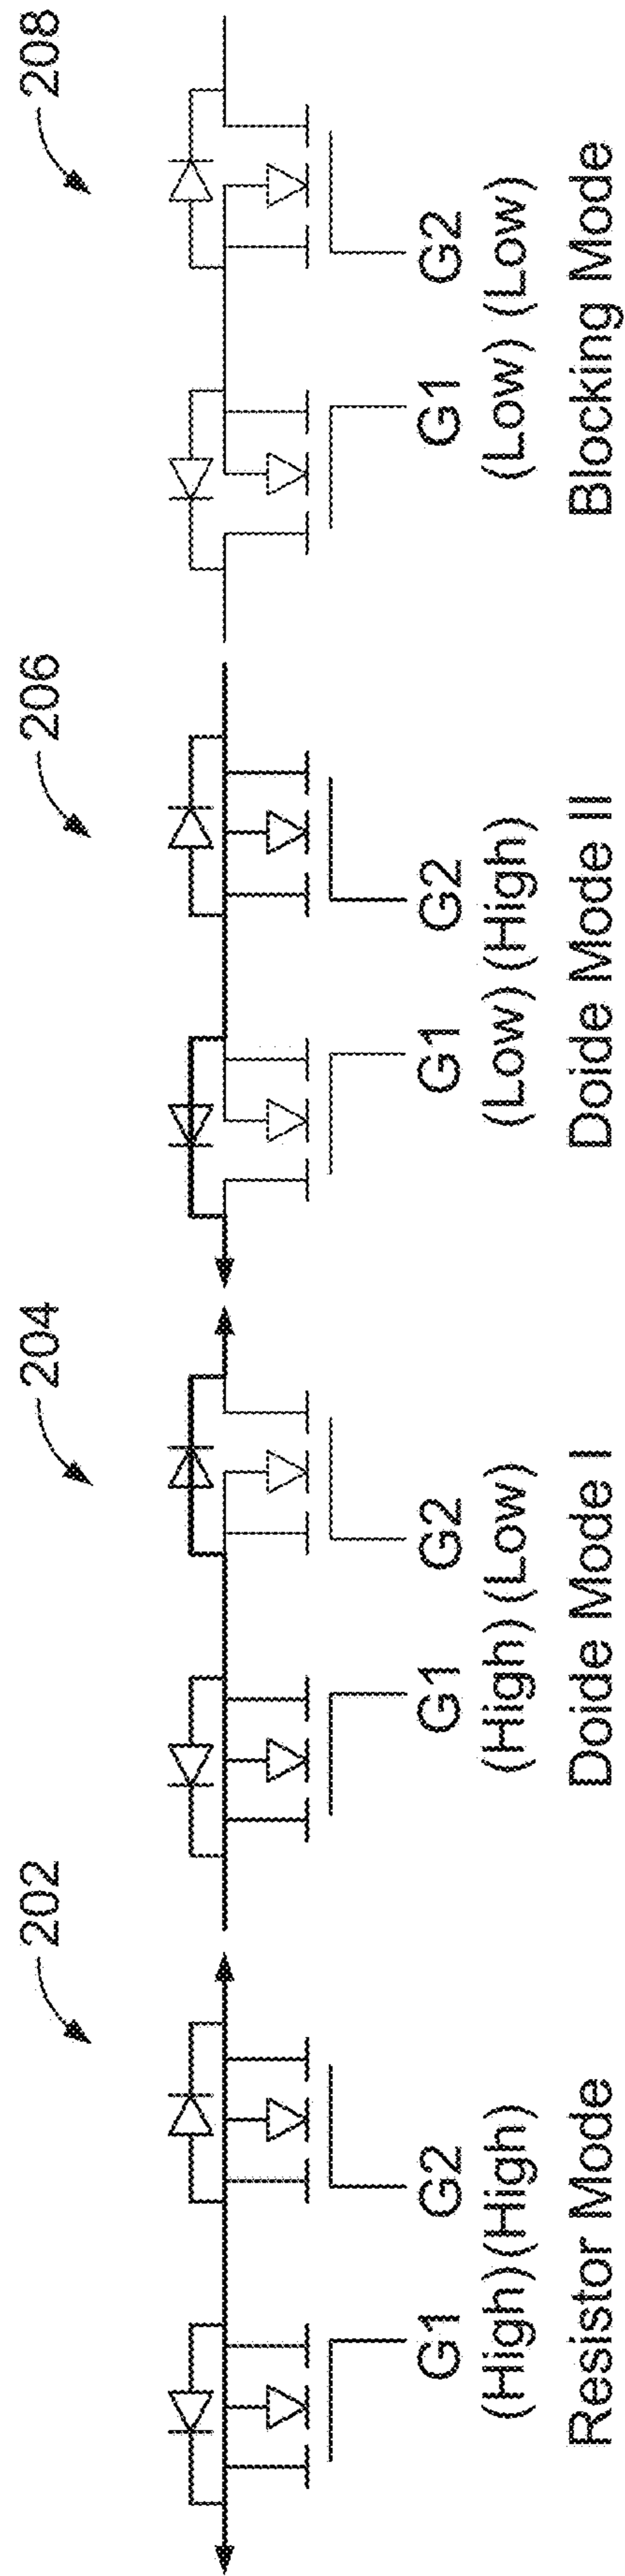 202
G1 G2
(High) (High)
Resistor Mode
204
G1 G2
(High) (Low)
Doide Mode I
206
G1 G2
(Low) (High)
Doide Mode II
208
G1 G2
(Low) (Low)
Blocking Mode